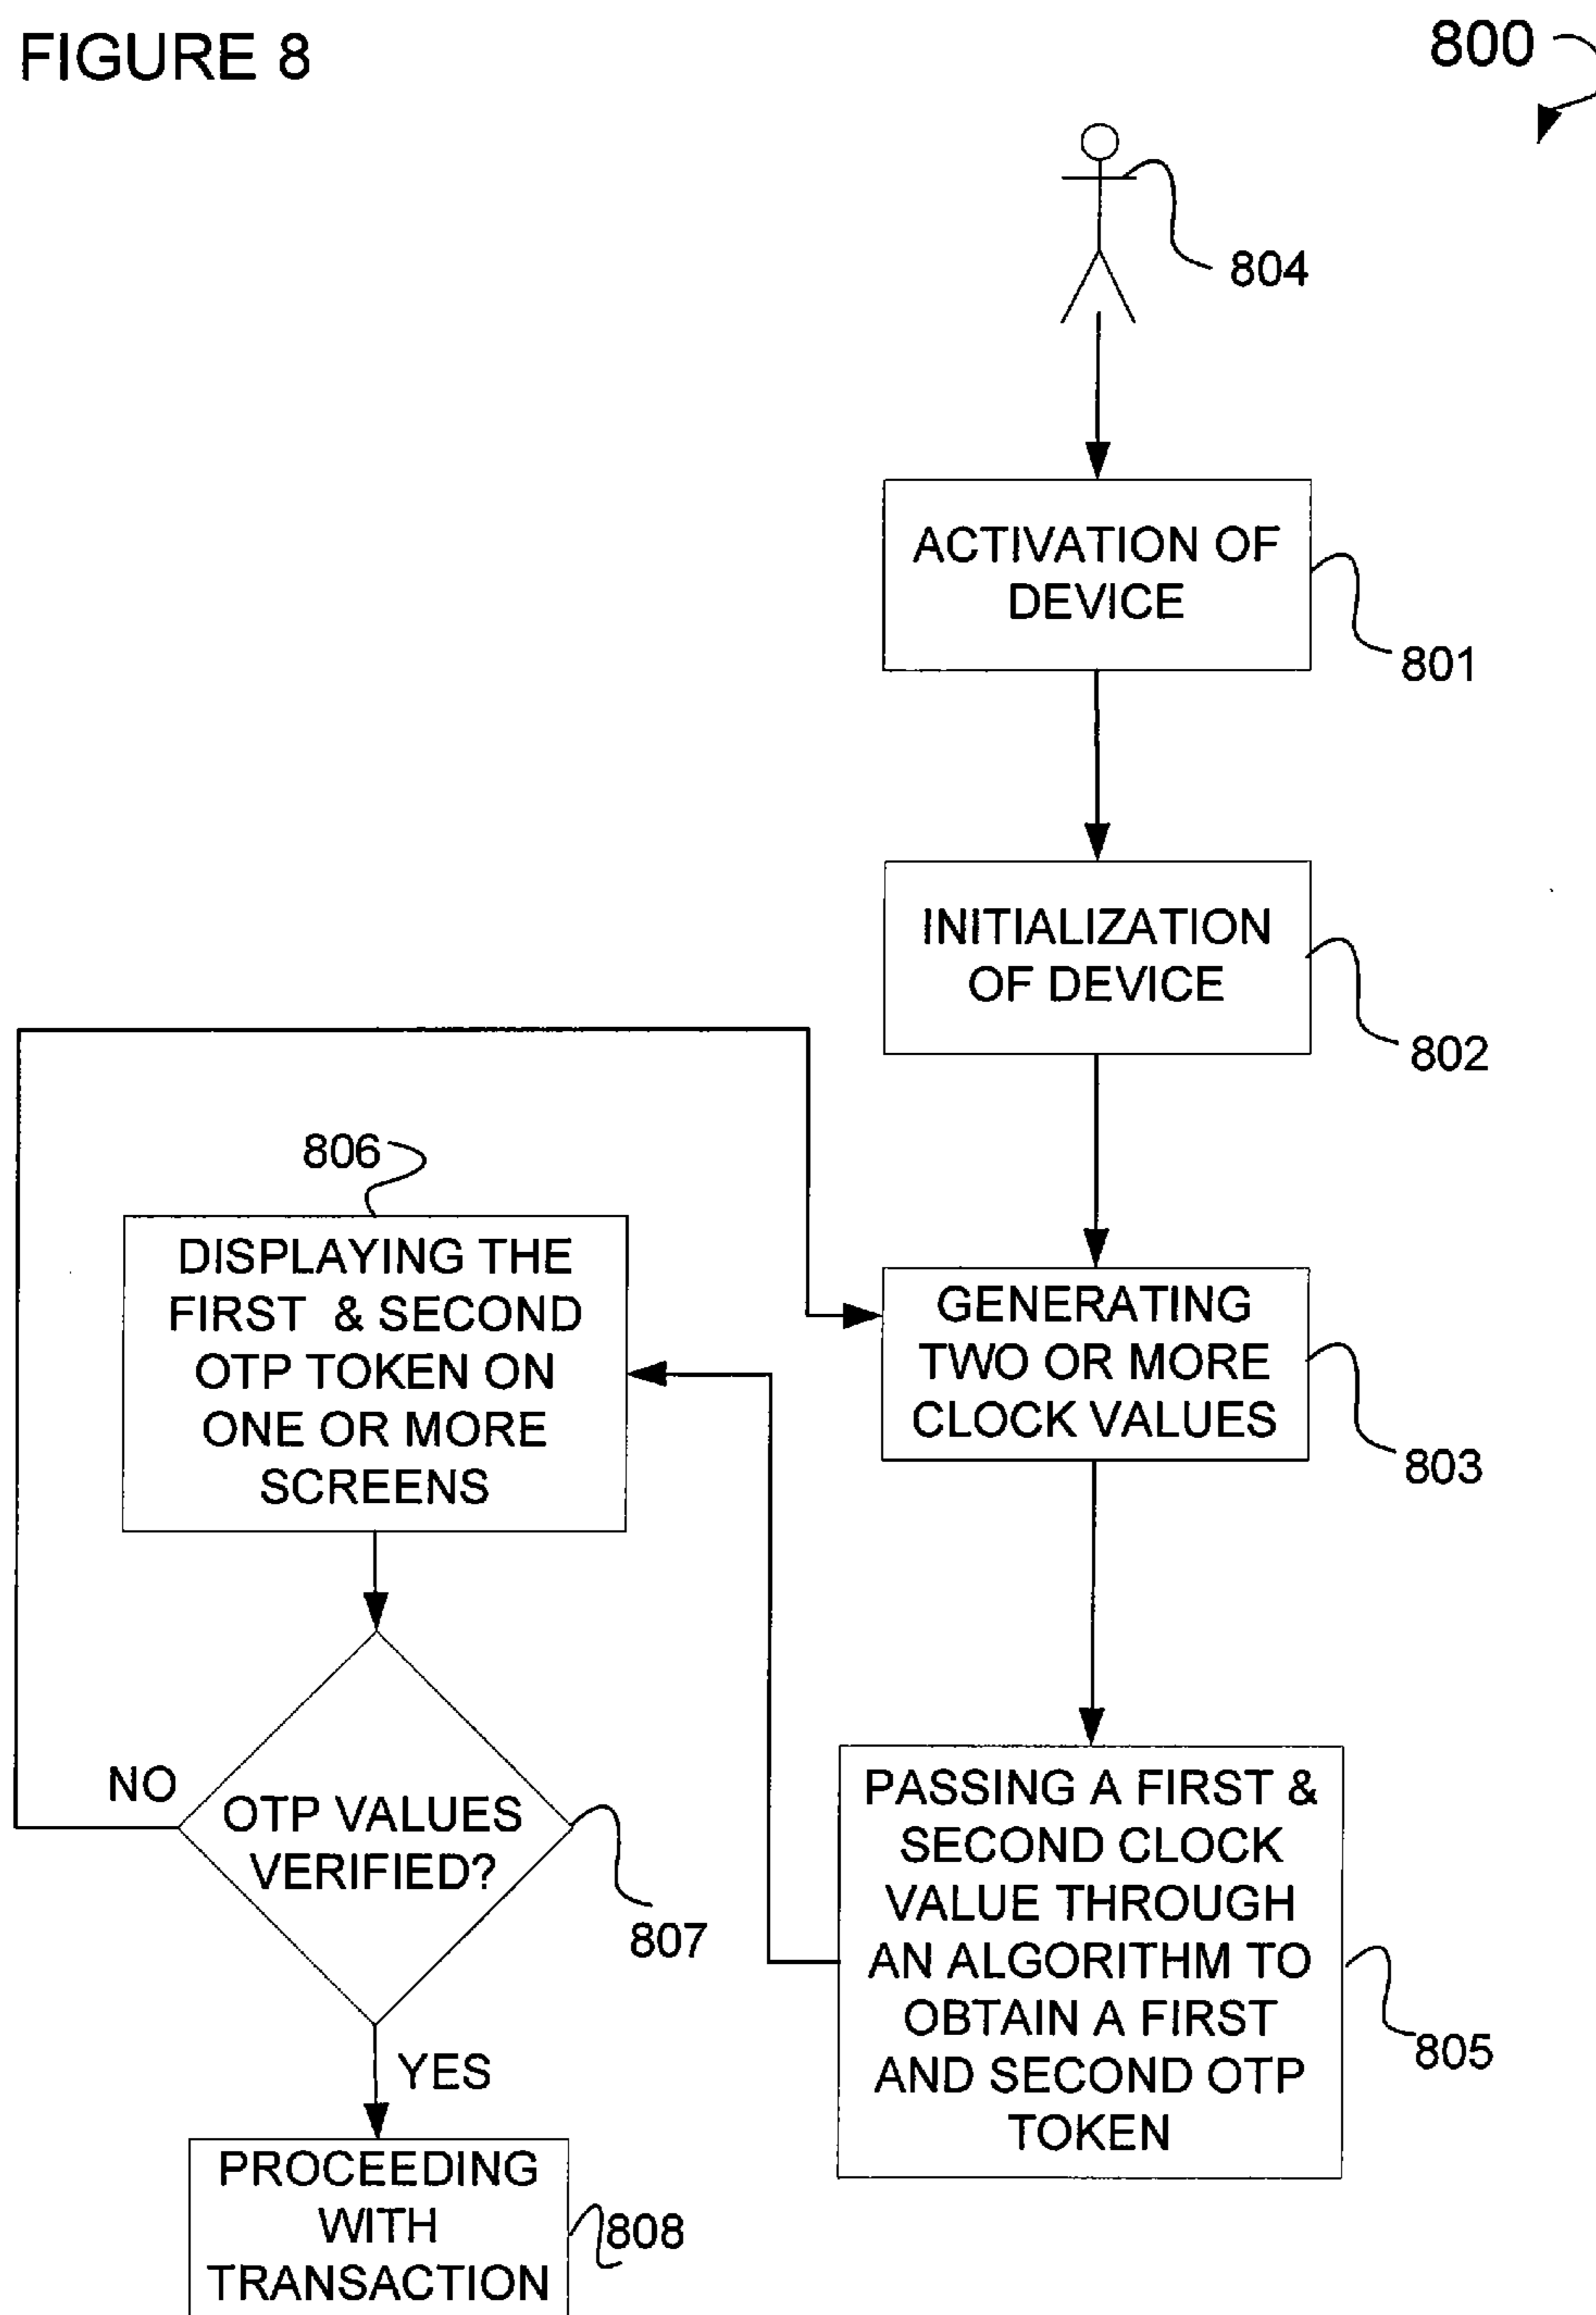 FIGURE 8
800
804
ACTIVATION OF
DEVICE
801
INITIALIZATION
OF DEVICE
802
806
DISPLAYING THE
FIRST & SECOND
OTP TOKEN ON
ONE OR MORE
SCREENS
GENERATING
TWO OR MORE
CLOCK VALUES
803
NO
OTP VALUES
VERIFIED?
807
PASSING A FIRST &
SECOND CLOCK
VALUE THROUGH
AN ALGORITHM TO
OBTAIN A FIRST
AND SECOND OTP
TOKEN
805
YES
PROCEEDING
WITH
TRANSACTION
808